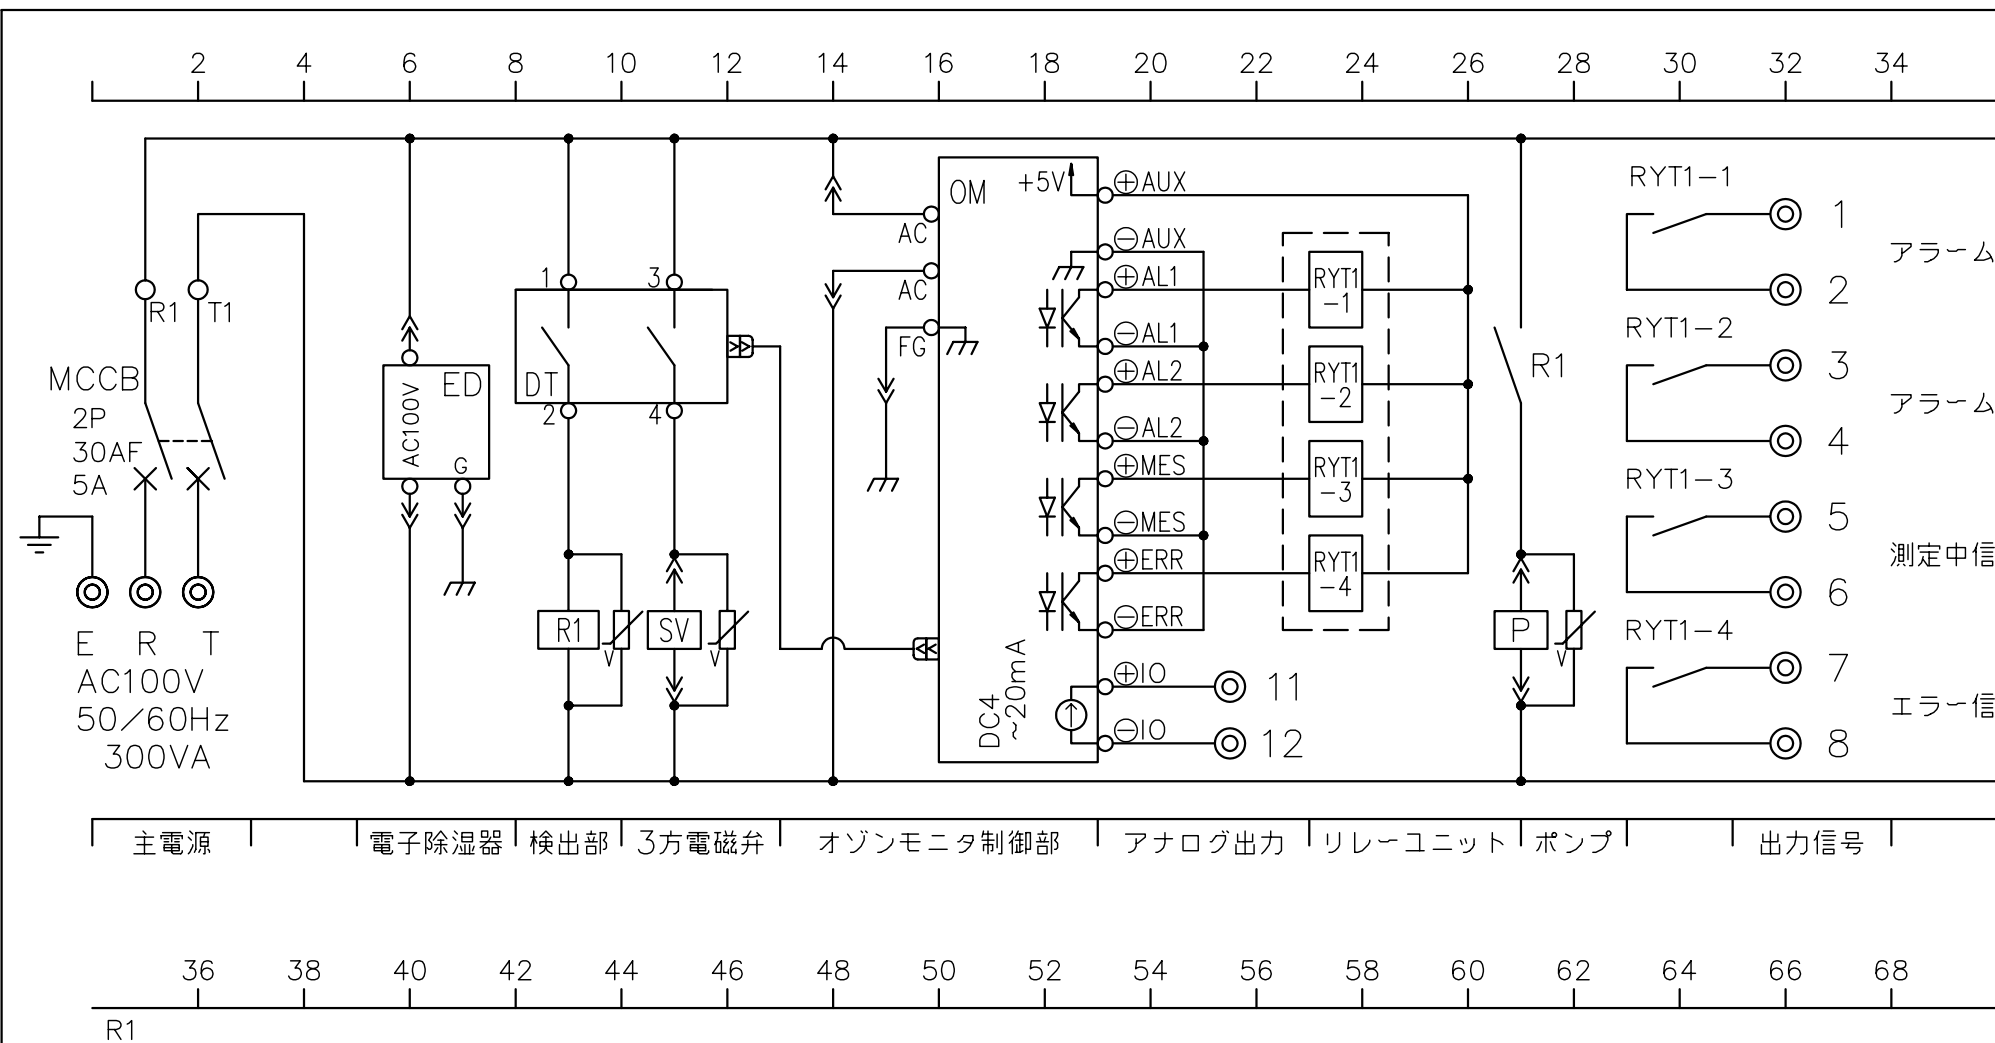 2 4 6 8 10 12 14 16 18 20 22 24 26 28 30 32 34
OM
+5V
⊕AUX
RYT1-1
AC
⊖AUX
1
アラーム
AC
⊕AL1
RYT1
-1
2
1
3
R1 T1
FG
⊖AL1
RYT1-2
MCCB
2P
30AF
5A
AC100V
ED
G
DT
2
4
⊕AL2
RYT1
-2
R1
3
アラーム
⊖AL2
4
⊕MES
RYT1
-3
RYT1-3
⊖MES
5
測定中信
⊕ERR
RYT1
-4
6
E R T
AC100V
50/60Hz
300VA
R1
V
SV
V
⊖ERR
P
V
RYT1-4
DC4
~20mA
⊕IO
11
7
エラー信
⊖IO
12
8
主電源 電子除湿器 検出部 3方電磁弁 オゾンモニタ制御部 アナログ出力 リレーユニット ポンプ 出力信号
36 38 40 42 44 46 48 50 52 54 56 58 60 62 64 66 68
R1